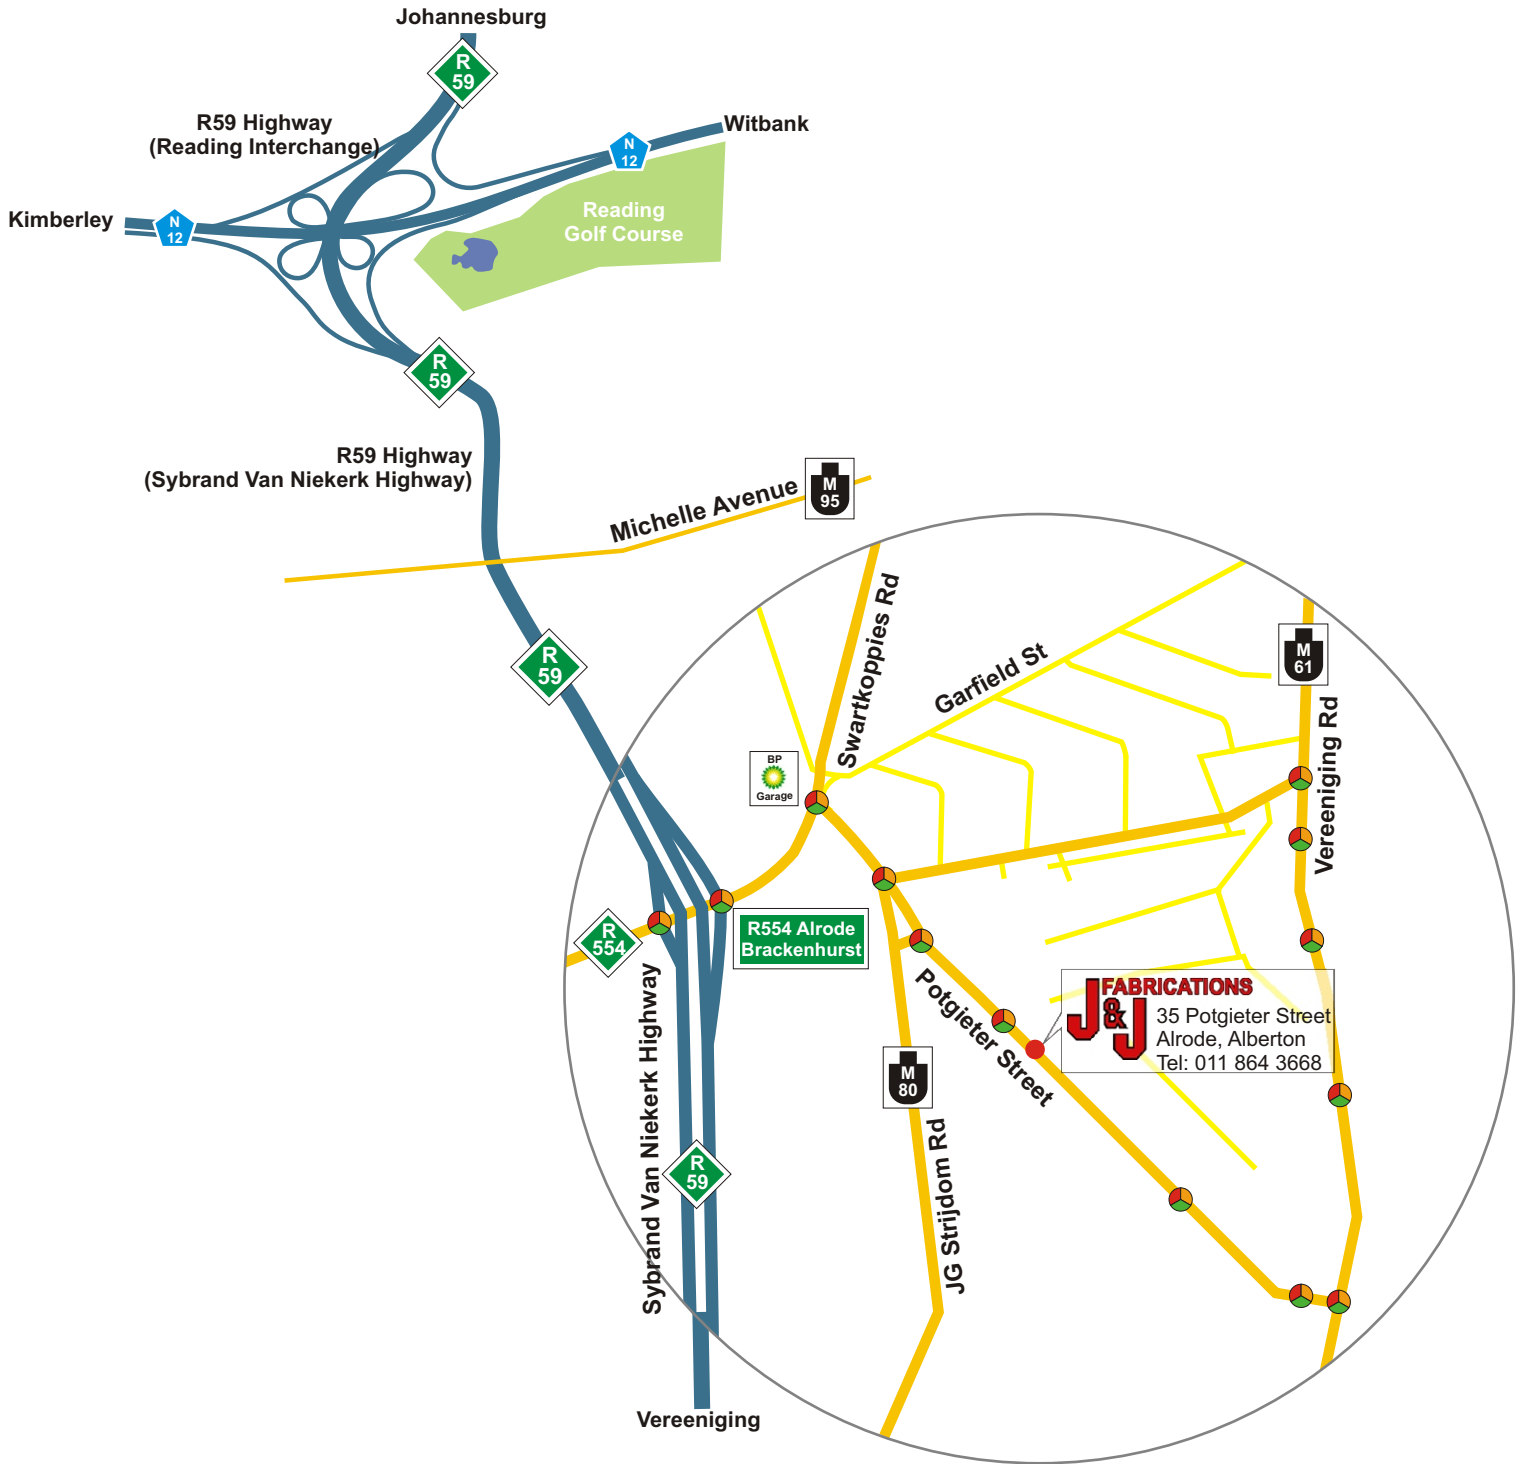 Johannesburg
R
59
R59 Highway
(Reading Interchange)
Witbank
N
12
Kimberley
N
12
Reading
Golf Course
R
59
R59 Highway
(Sybrand Van Niekerk Highway)
Michelle Avenue
M
95
R
59
Swartkoppies Rd
Garfield St
M
61
Vereeniging Rd
BP
Garage
R
554
R554 Alrode
Brackenhurst
Sybrand Van Niekerk Highway
Potgieter Street
J&J
FABRICATIONS
35 Potgieter Street
Alrode, Alberton
Tel: 011 864 3668
M
80
JG Strijdom Rd
R
59
Vereeniging